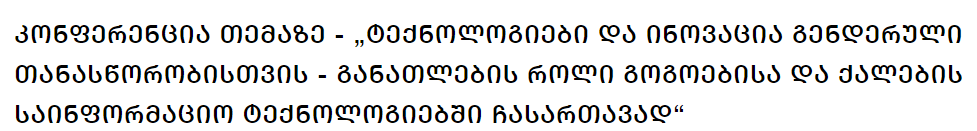 კონფერენცია თემაზე - „ტექნოლოგიები და ინოვაცია გენდერული
თანასწორობისთვის - განათლების როლი გოგოებისა და ქალების
საინფორმაციო ტექნოლოგიებში ჩასართავად“